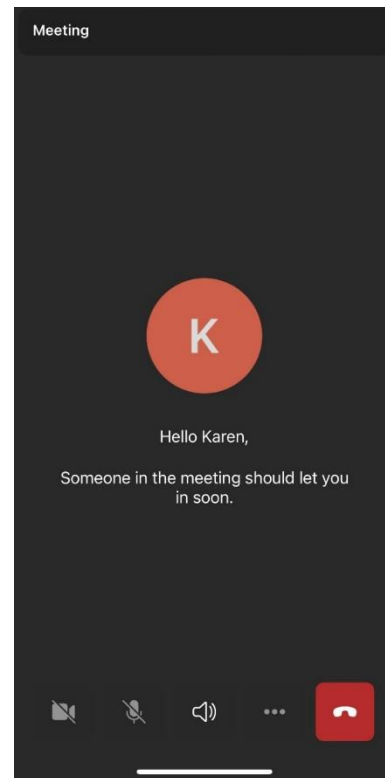 Meeting
K
Hello Karen,
Someone in the meeting should let you
in soon.